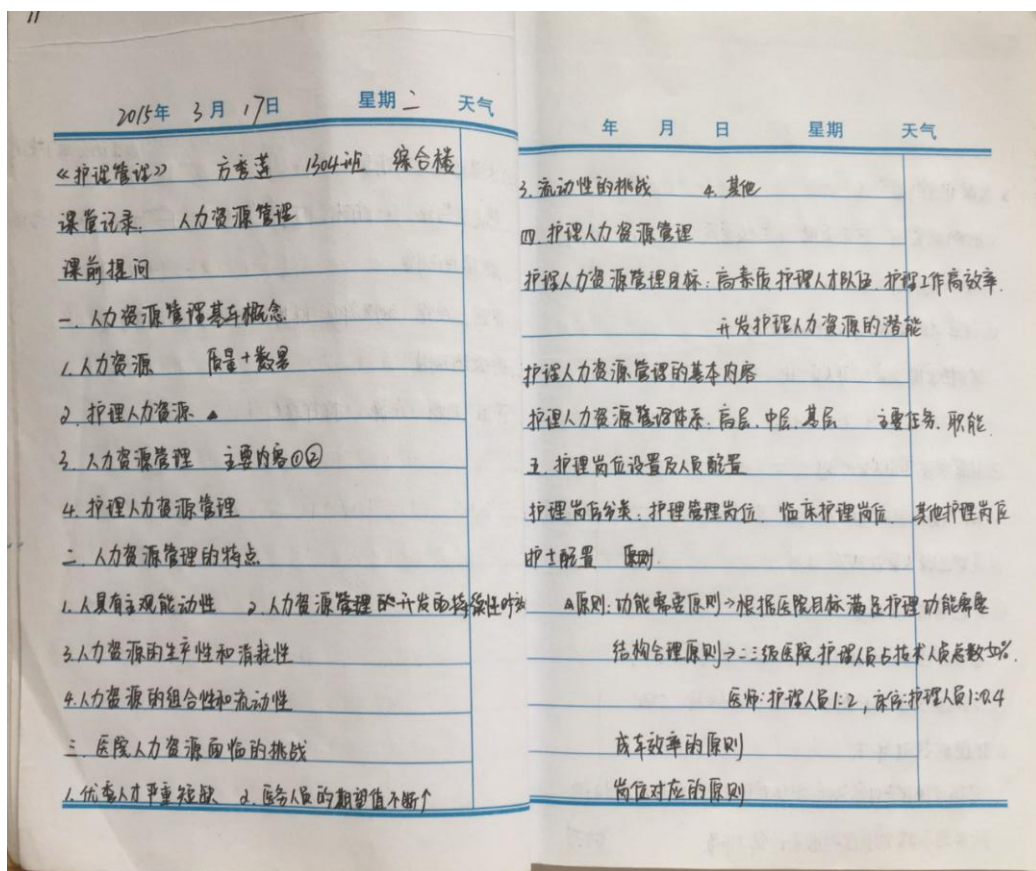 11
2015年 3月 17日 星期二 天气
《护理管理》 方秀莲 1304班 综合楼
课堂记录: 人力资源管理
课前提问
一. 人力资源管理基本概念
1. 人力资源 质量+数量
2. 护理人力资源 ▲
3. 人力资源管理 主要内容①②
4. 护理人力资源管理
二. 人力资源管理的特点
1. 人具有主观能动性 2. 人力资源管理的开发的持续性时效
3. 人力资源的生产性和消耗性
4. 人力资源的组合性和流动性
三. 医院人力资源面临的挑战
1. 优秀人才严重短缺 2. 医务人员的期望值不断↑
年 月 日 星期 天气
3. 流动性的挑战 4. 其他
四. 护理人力资源管理
护理人力资源管理目标: 高素质护理人才队伍. 护理工作高效率.
开发护理人力资源的潜能
护理人力资源管理的基本内容
护理人力资源管理体系: 高层. 中层. 基层 主要任务. 职能.
五. 护理岗位设置及人员配置
护理岗位分类: 护理管理岗位. 临床护理岗位. 其他护理岗位
护士配置 原则.
▲原则: 功能需要原则→根据医院目标满足护理功能需要
结构合理原则→二三级医院护理人员占技术人员总数50%.
医师:护理人员1:2, 床位:护理人员1:0.4
成本效率的原则
岗位对应的原则